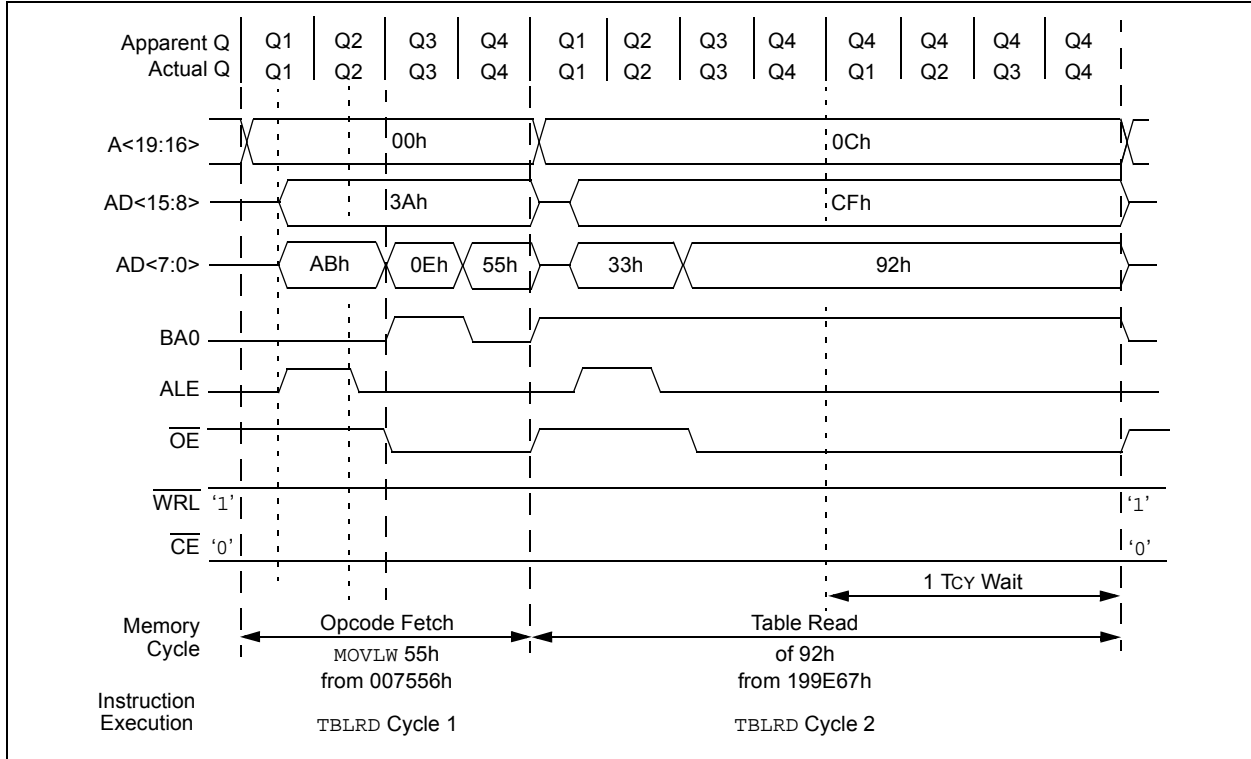 Apparent Q Q1 Q2 Q3 Q4 Q1 Q2 Q3 Q4 Q4 Q4 Q4 Q4
Actual Q Q1 Q2 Q3 Q4 Q1 Q2 Q3 Q4 Q1 Q2 Q3 Q4
A<19:16> 00h 0Ch
AD<15:8> 3Ah CFh
AD<7:0> ABh 0Eh 55h 33h 92h
BA0
ALE
OE
WRL ‘1’ ‘1’
CE ‘0’ ‘0’
1 TCY Wait
Memory Cycle
Opcode Fetch
MOVLW 55h
from 007556h
Table Read
of 92h
from 199E67h
Instruction
Execution
TBLRD Cycle 1
TBLRD Cycle 2